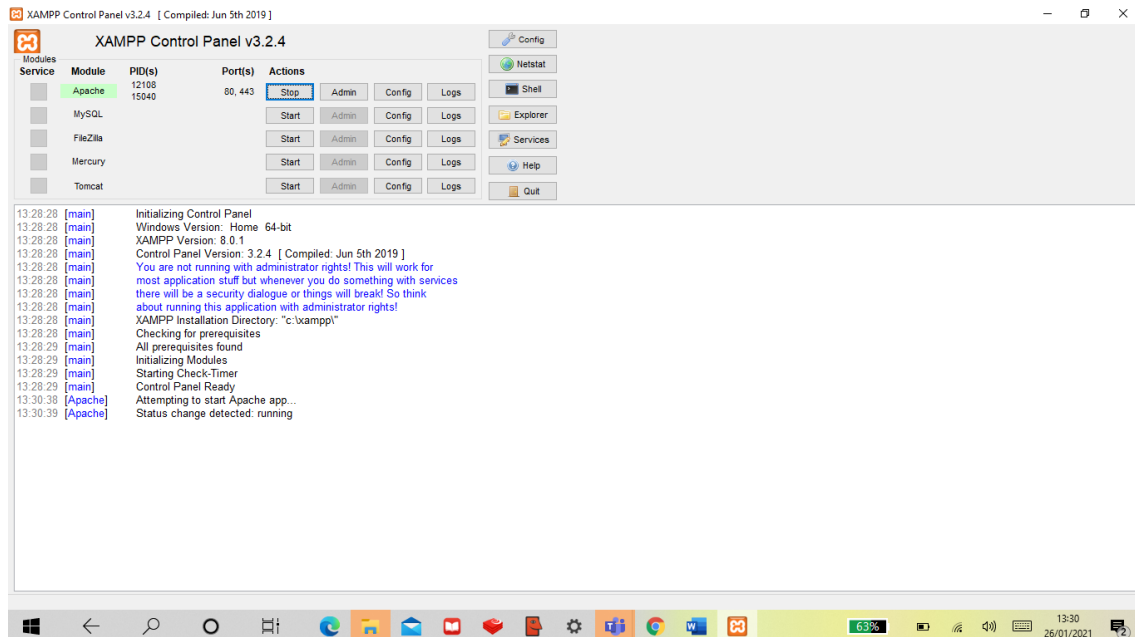 XAMPP Control Panel v3.2.4 [ Compiled: Jun 5th 2019 ]
XAMPP Control Panel v3.2.4
Config
Modules
Service Module PID(s) Port(s) Actions
Netstat
Apache 12108 15040 80, 443 Stop Admin Config Logs
Shell
MySQL Start Admin Config Logs
Explorer
FileZilla Start Admin Config Logs
Services
Mercury Start Admin Config Logs
Help
Tomcat Start Admin Config Logs
Quit
13:28:28 [main] Initializing Control Panel
13:28:28 [main] Windows Version: Home 64-bit
13:28:28 [main] XAMPP Version: 8.0.1
13:28:28 [main] Control Panel Version: 3.2.4 [ Compiled: Jun 5th 2019 ]
13:28:28 [main] You are not running with administrator rights! This will work for
13:28:28 [main] most application stuff but whenever you do something with services
13:28:28 [main] there will be a security dialogue or things will break! So think
13:28:28 [main] about running this application with administrator rights!
13:28:28 [main] XAMPP Installation Directory: "c:\xampp\"
13:28:28 [main] Checking for prerequisites
13:28:29 [main] All prerequisites found
13:28:29 [main] Initializing Modules
13:28:29 [main] Starting Check-Timer
13:28:29 [main] Control Panel Ready
13:30:38 [Apache] Attempting to start Apache app...
13:30:39 [Apache] Status change detected: running
63%
13:30
26/01/2021
2